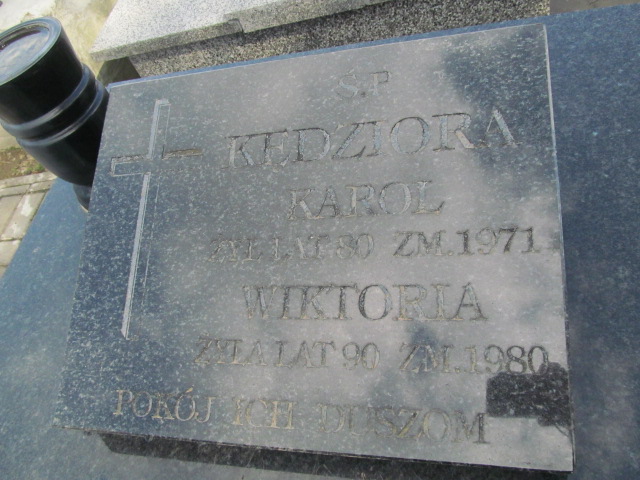 Ś.P
KĘDZIORA
KAROL
ŻYŁ LAT 80 ZM.1971
WIKTORIA
ŻYŁA LAT 90 ZM.1980
POKÓJ ICH DUSZOM